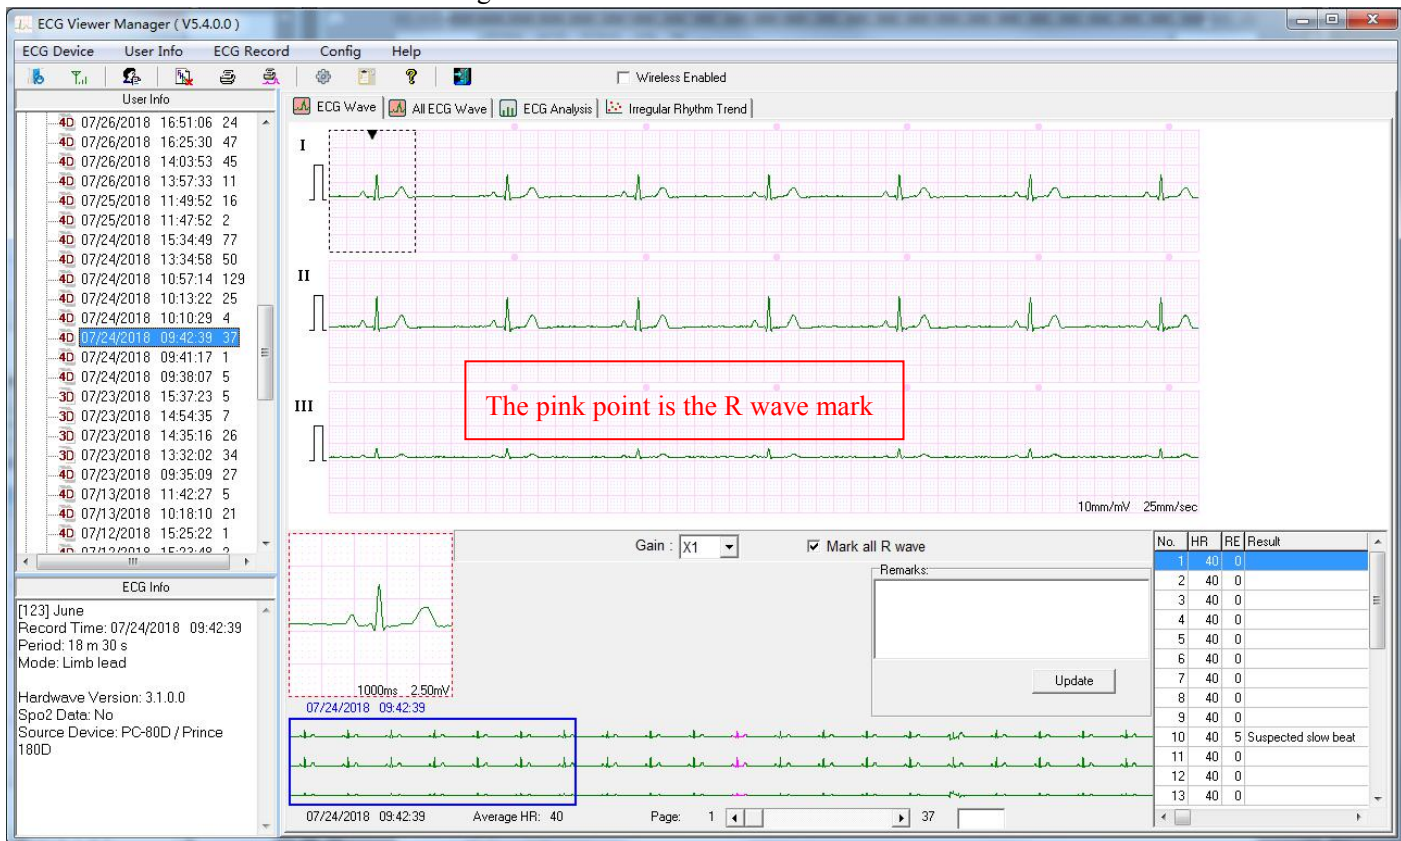 ECG Viewer Manager ( V5.4.0.0 )
ECG Device User Info ECG Record Config Help
Wireless Enabled
User Info
4D 07/26/2018 16:51:06 24
4D 07/26/2018 16:25:30 47
4D 07/26/2018 14:03:53 45
4D 07/26/2018 13:57:33 11
4D 07/25/2018 11:49:52 16
4D 07/25/2018 11:47:52 2
4D 07/24/2018 15:34:49 77
4D 07/24/2018 13:34:58 50
4D 07/24/2018 10:57:14 129
4D 07/24/2018 10:13:22 25
4D 07/24/2018 10:10:29 4
4D 07/24/2018 09:42:39 37
4D 07/24/2018 09:41:17 1
4D 07/24/2018 09:38:07 5
3D 07/23/2018 15:37:23 5
3D 07/23/2018 14:54:35 7
3D 07/23/2018 14:35:16 26
3D 07/23/2018 13:32:02 34
4D 07/23/2018 09:35:09 27
4D 07/13/2018 11:42:27 5
4D 07/13/2018 10:18:10 21
4D 07/12/2018 15:25:22 1
4D 07/12/2018 15:23:48 2
ECG Info
[123] June
Record Time: 07/24/2018 09:42:39
Period: 18 m 30 s
Mode: Limb lead
Hardwave Version: 3.1.0.0
Spo2 Data: No
Source Device: PC-80D / Prince
180D
ECG Wave All ECG Wave ECG Analysis Irregular Rhythm Trend
I
II
III
The pink point is the R wave mark
10mm/mV 25mm/sec
Gain : X1 Mark all R wave
Remarks:
Update
1000ms 2.50mV
07/24/2018 09:42:39
07/24/2018 09:42:39 Average HR: 40 Page: 1 37
No. HR RE Result
1 40 0
2 40 0
3 40 0
4 40 0
5 40 0
6 40 0
7 40 0
8 40 0
9 40 0
10 40 5 Suspected slow beat
11 40 0
12 40 0
13 40 0